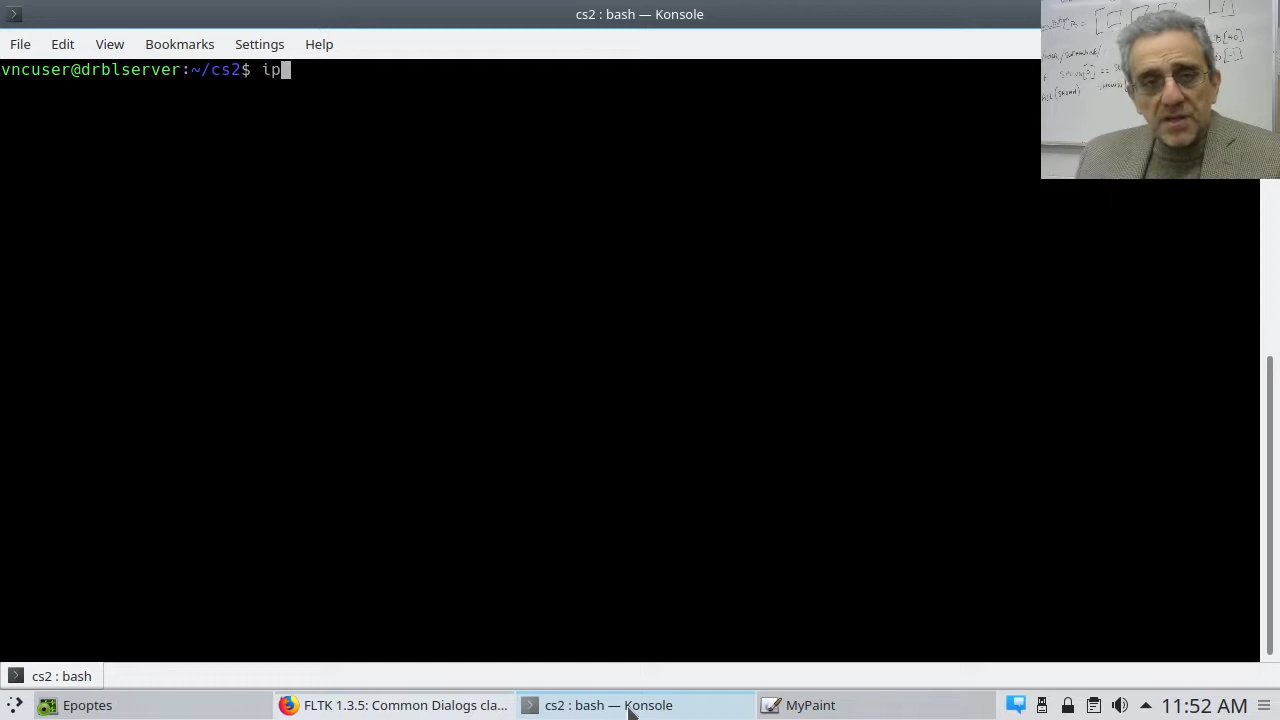 cs2 : bash — Konsole
File Edit View Bookmarks Settings Help
vncuser@drblserver:~/cs2$ ip
cs2 : bash
Epoptes
FLTK 1.3.5: Common Dialogs cla...
cs2 : bash — Konsole
MyPaint
11:52 AM